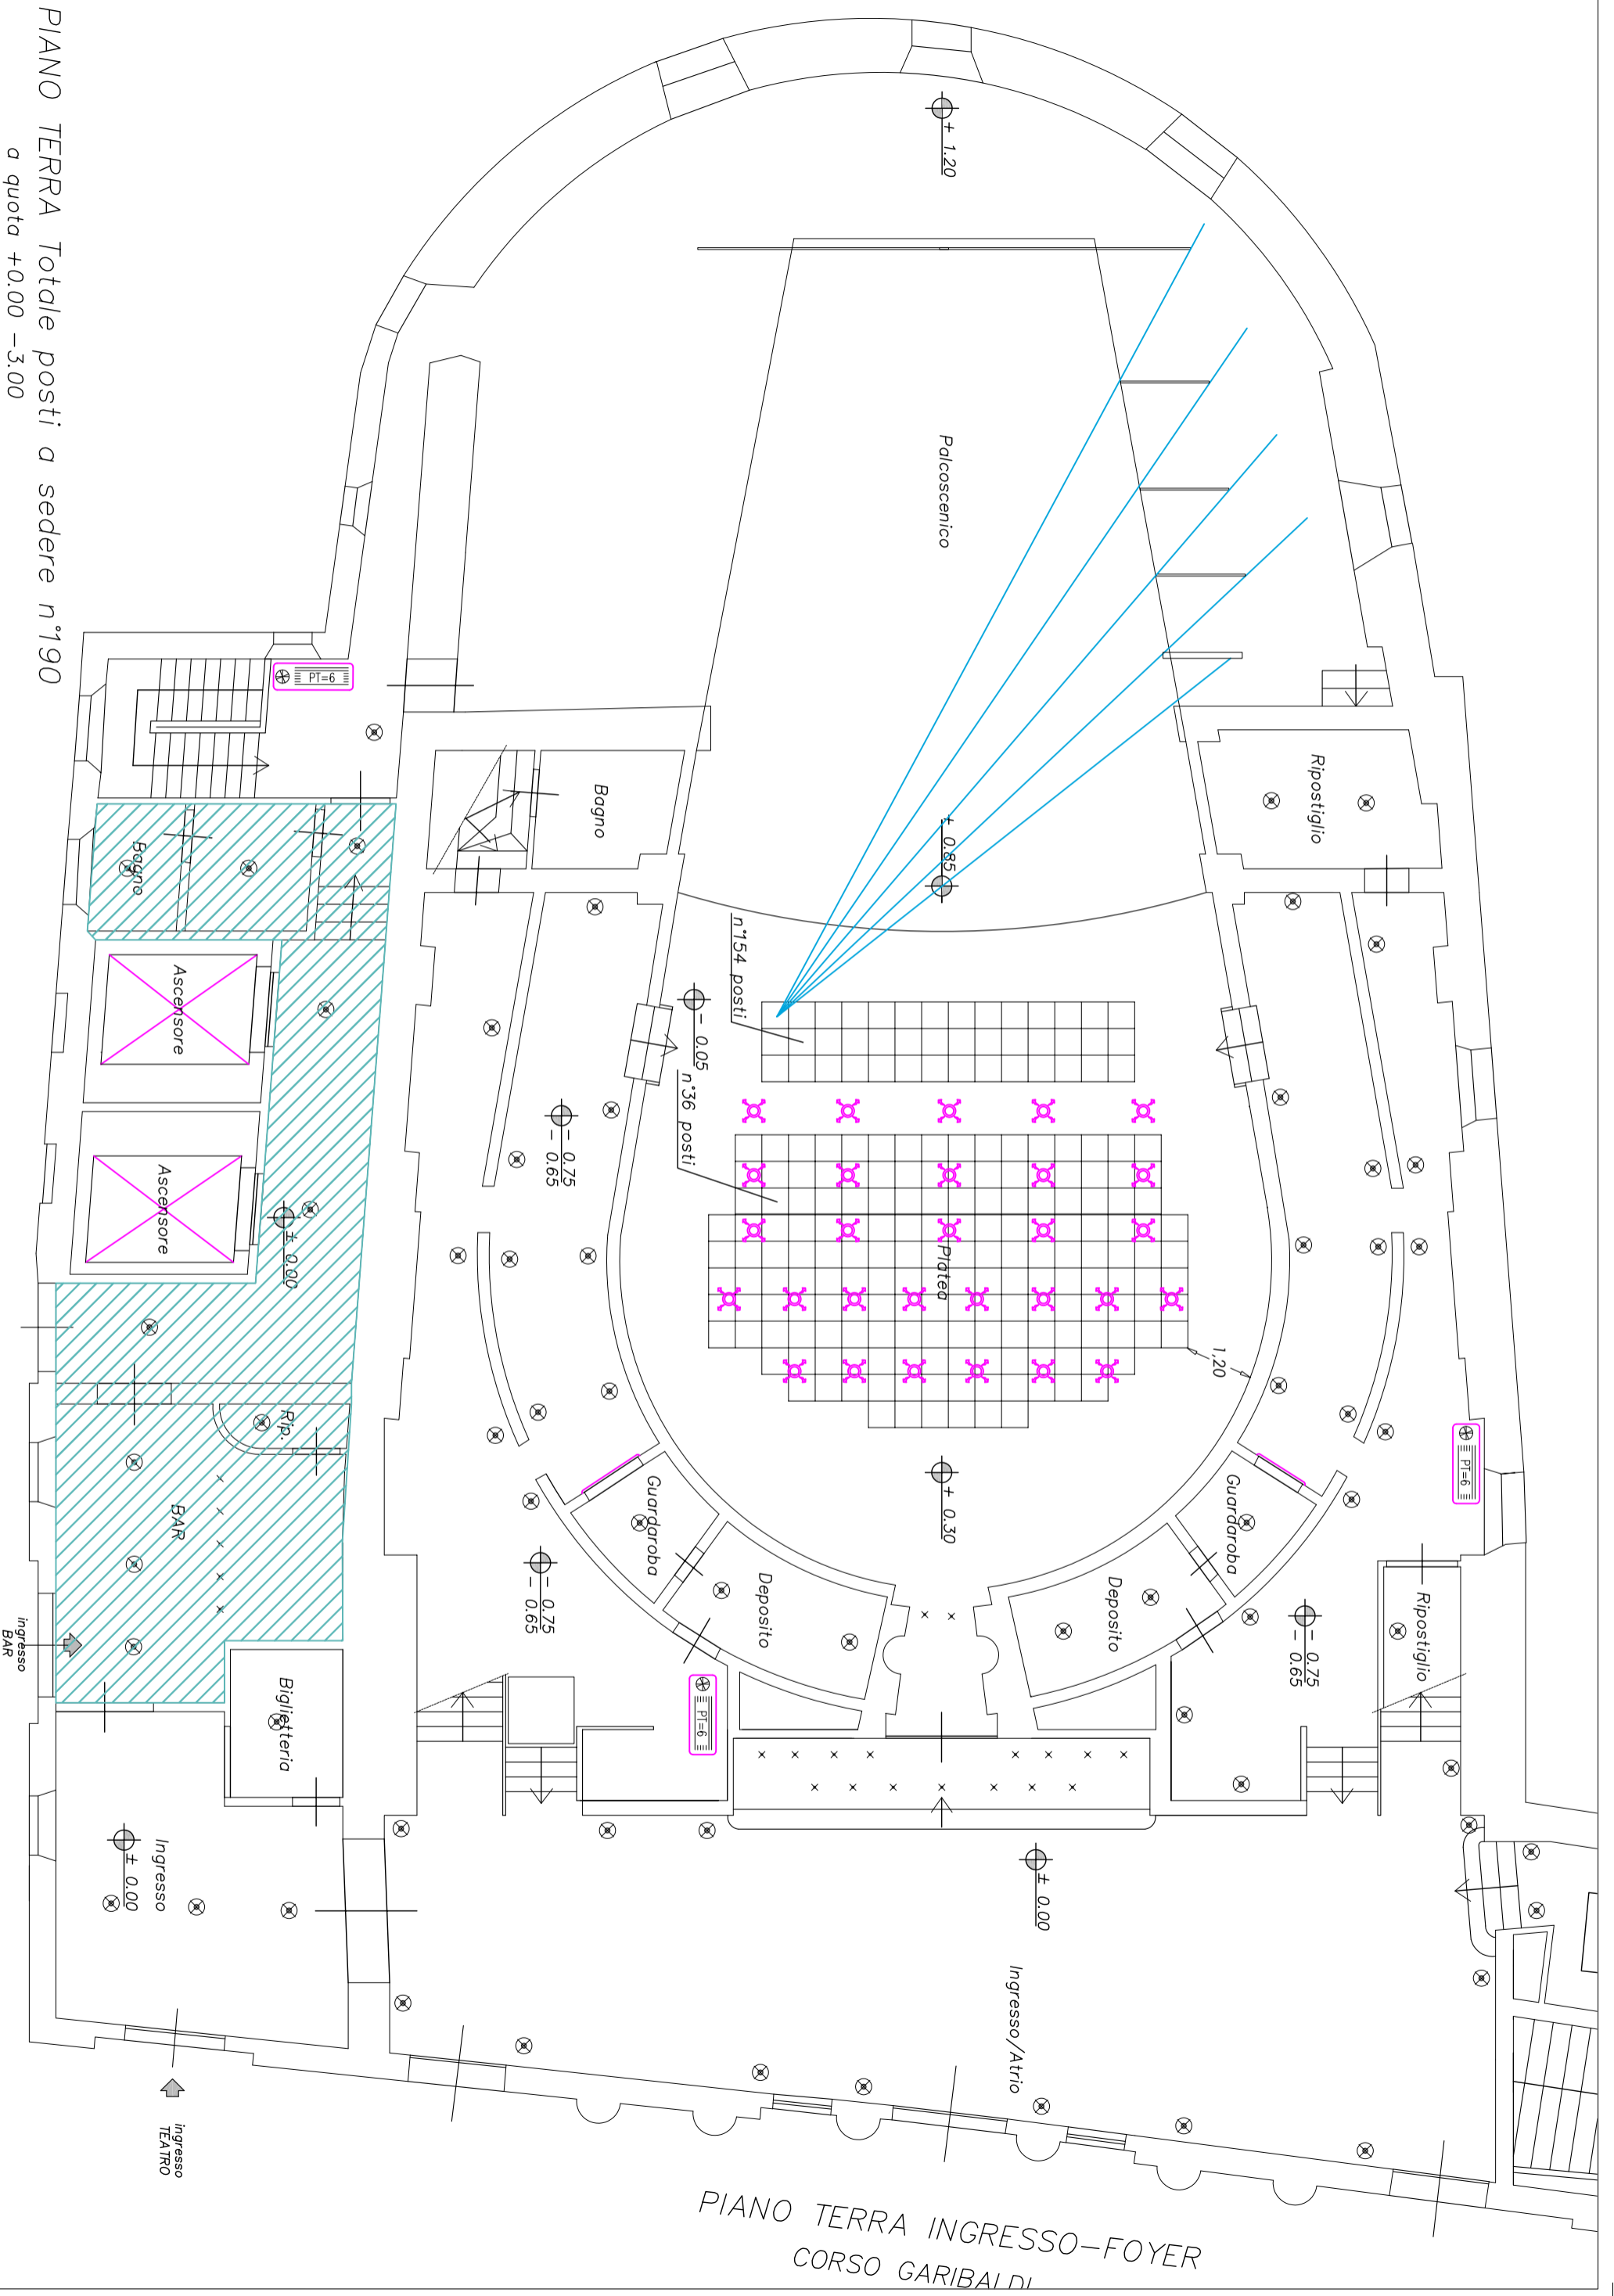 PIANO TERRA Totale posti a sedere n°190
a quota +0.00 -3.00
+ 1.20
Palcoscenico
PT=6
Bagno
Ripostiglio
+ 0.85
Bagno
n°154 posti
- 0.05
n°36 posti
Ascensore
Ascensore
- 0.75
- 0.65
± 0.00
Platea
1,20
PT=6
Rip.
BAR
Guardaroba
Guardaroba
+ 0.30
Deposito
Deposito
- 0.75
- 0.65
- 0.75
- 0.65
Ripostiglio
ingresso
BAR
Biglietteria
PT=6
Ingresso
± 0.00
± 0.00
Ingresso/Atrio
ingresso
TEATRO
PIANO TERRA INGRESSO-FOYER
CORSO GARIBALDI